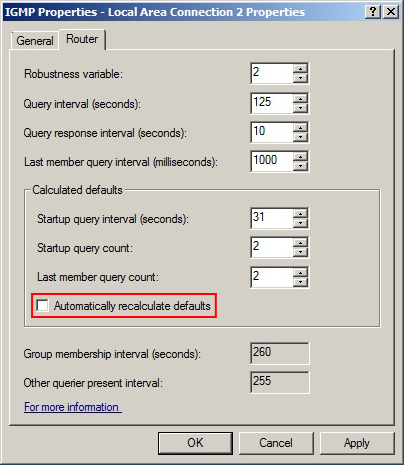 IGMP Properties - Local Area Connection 2 Properties
General Router
Robustness variable: 2
Query interval (seconds): 125
Query response interval (seconds): 10
Last member query interval (milliseconds): 1000
Calculated defaults
Startup query interval (seconds): 31
Startup query count: 2
Last member query count: 2
Automatically recalculate defaults
Group membership interval (seconds): 260
Other querier present interval: 255
For more information
OK Cancel Apply